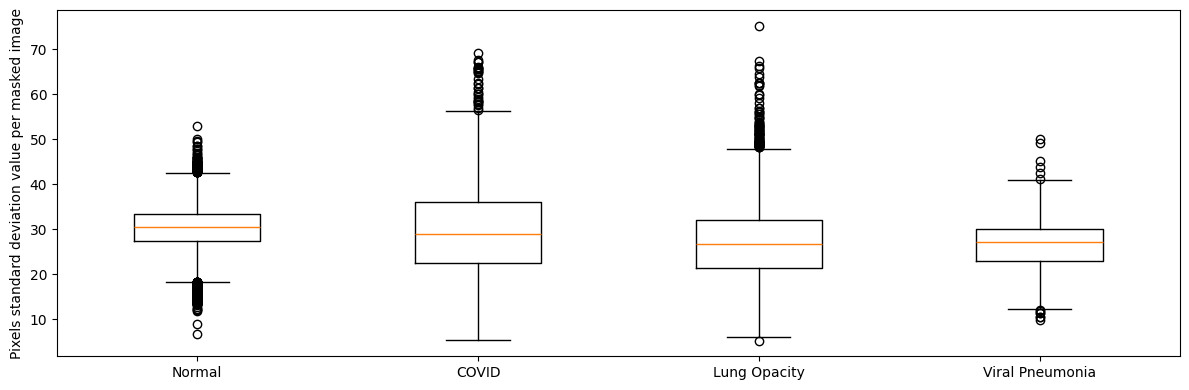 Pixels standard deviation value per masked image
70
60
50
40
30
20
10
Normal
COVID
Lung Opacity
Viral Pneumonia